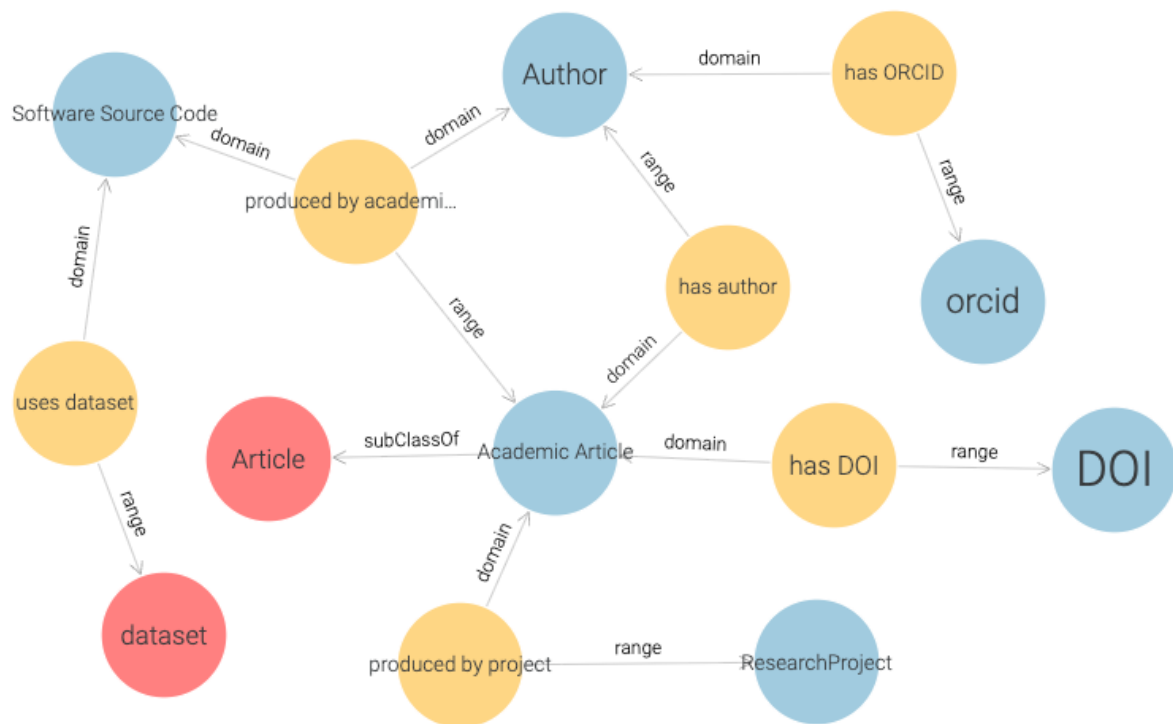 Author
domain
has ORCID
Software Source Code
domain
domain
produced by academi...
range
range
domain
has author
orcid
range
domain
uses dataset
Article
subClassOf
Academic Article
domain
has DOI
range
DOI
range
domain
dataset
produced by project
range
ResearchProject